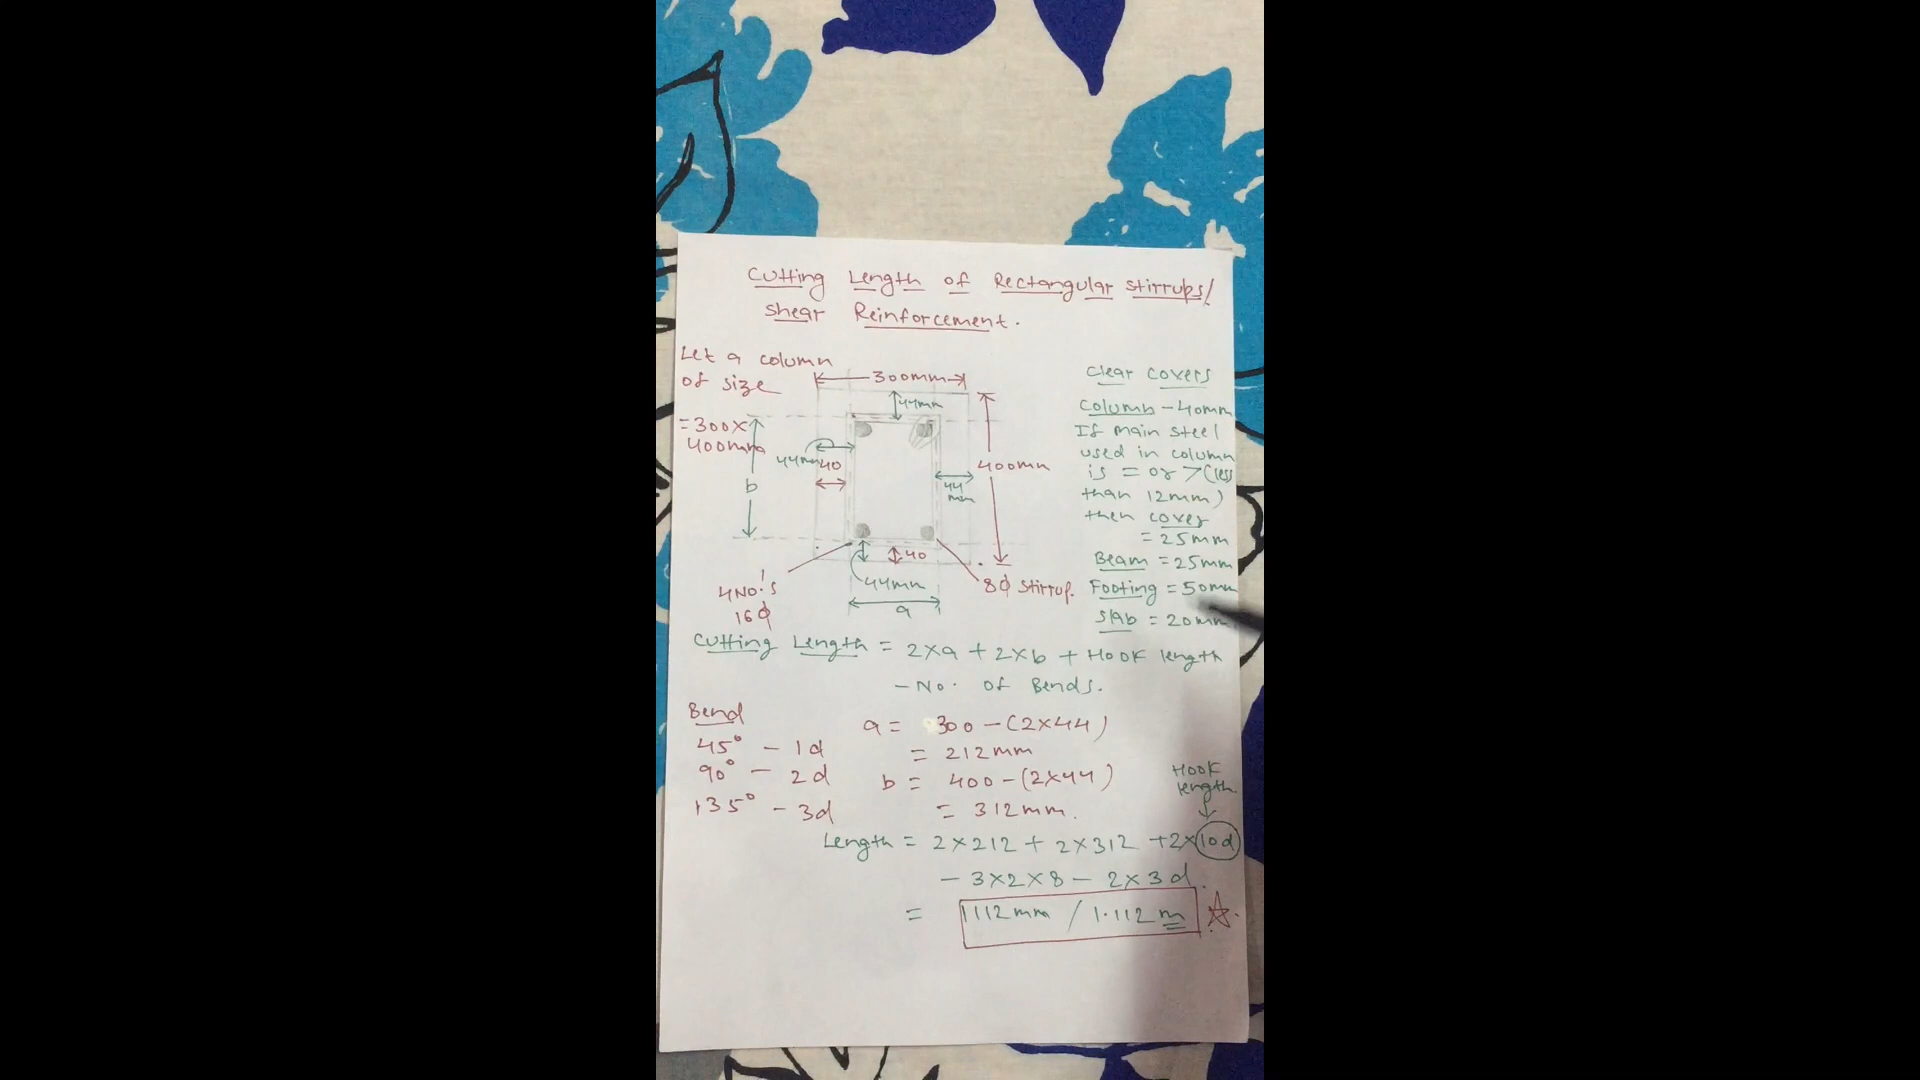 Cutting Length of Rectangular stirrups/
shear Reinforcement.
Let a column
of size
=300x
400mm
300mm
44mm
44mm
40
b
400mm
44
mm
40
44mm
a
4No.'s
16ϕ
8ϕ Stirrup.
Clear covers
Column - 40mm
If main steel
used in column
is = or > (less
than 12mm)
then cover
= 25mm
Beam = 25mm
Footing = 50mm
Slab = 20mm
Cutting Length = 2xa + 2xb + Hook length
- No. of Bends.
Bend
45° - 1d
90° - 2d
135° - 3d
a = 300 - (2x44)
= 212mm
b = 400 - (2x44)
= 312mm.
Hook
length
Length = 2x212 + 2x312 + 2x10d
- 3x2x8 - 2x3d.
= 1112mm / 1.112 m